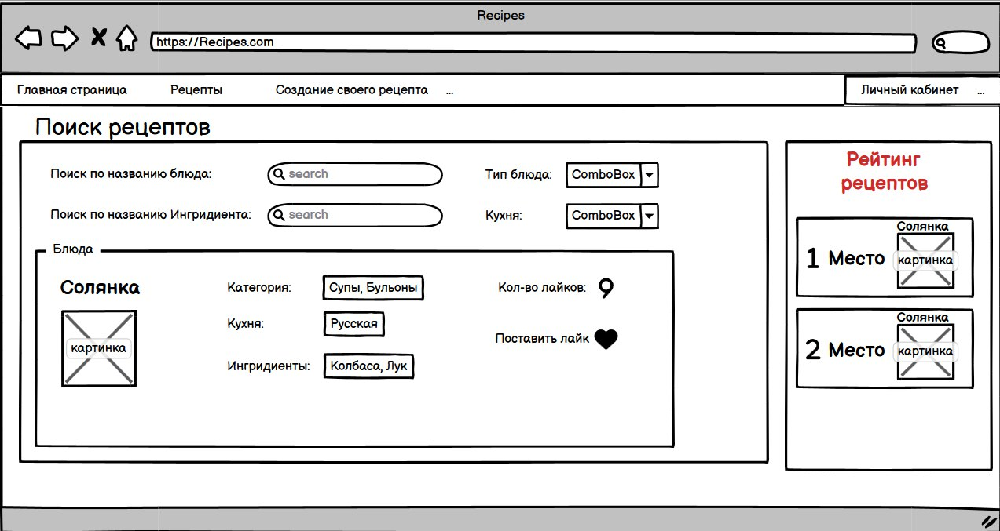 Recipes
https://Recipes.com
Главная страница
Рецепты
Создание своего рецепта
...
Личный кабинет
...
Поиск рецептов
Поиск по названию блюда:
search
Тип блюда:
ComboBox
Поиск по названию Ингридиента:
search
Кухня:
ComboBox
Блюда
Солянка
картинка
Категория:
Супы, Бульоны
Кухня:
Русская
Ингридиенты:
Колбаса, Лук
Кол-во лайков:
9
Поставить лайк
Рейтинг
рецептов
1 Место
Солянка
картинка
2 Место
Солянка
картинка